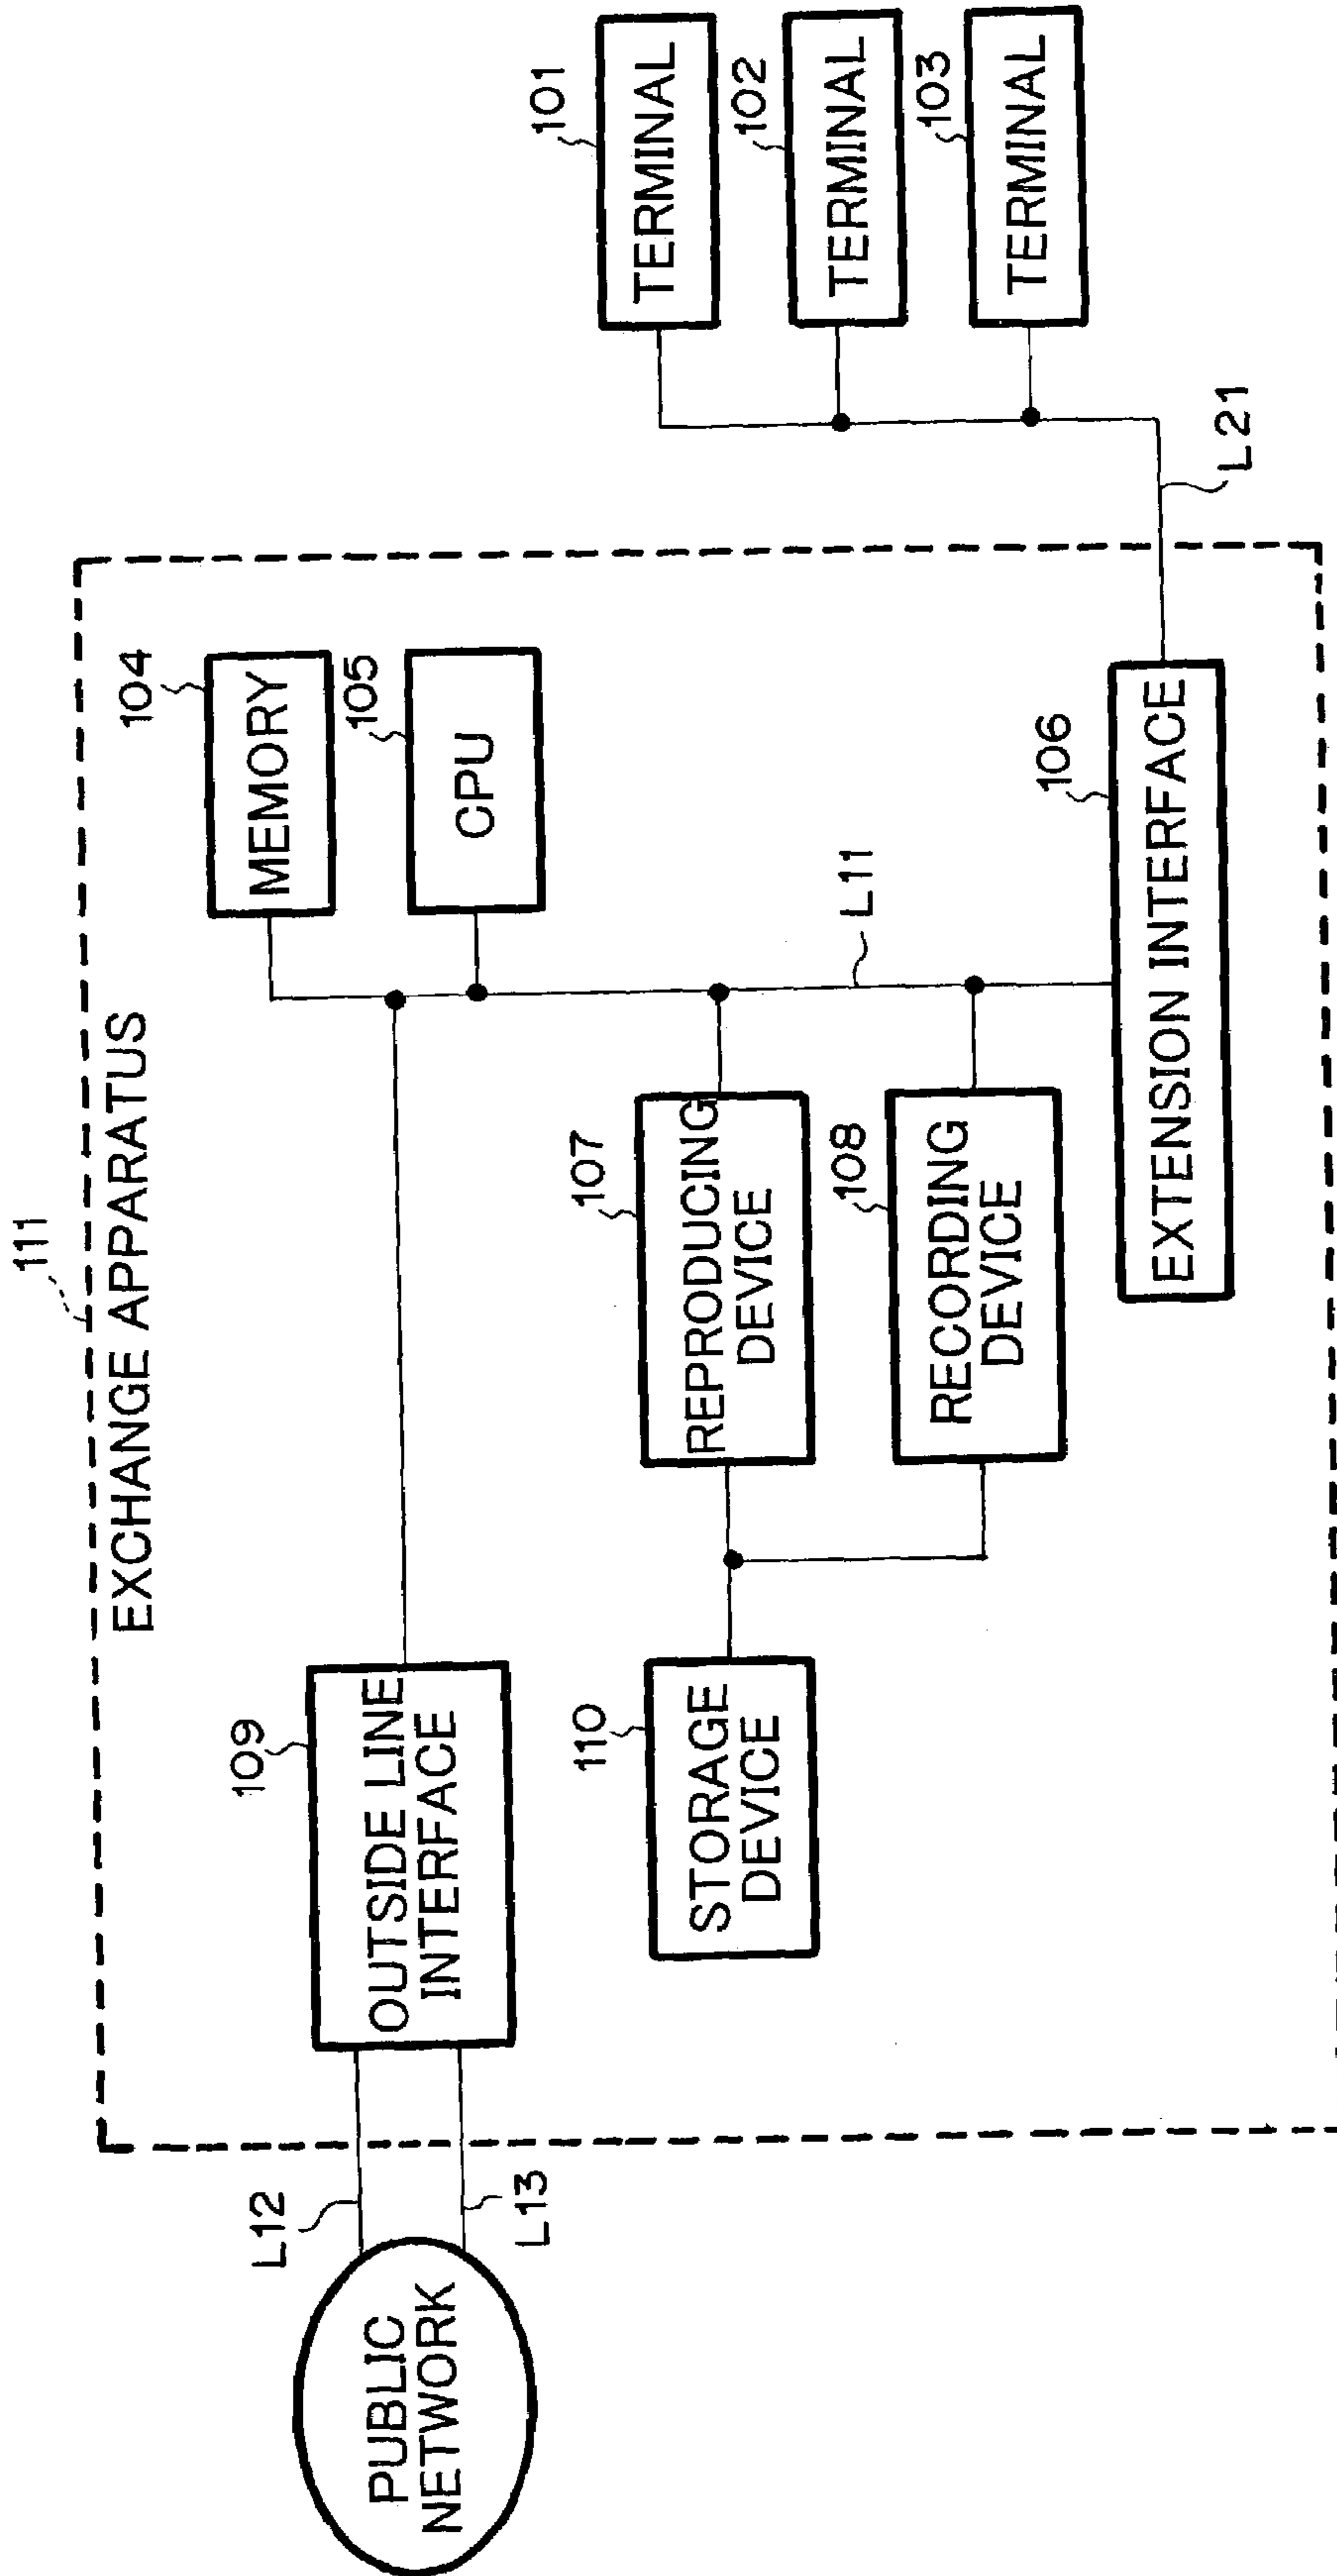 111
EXCHANGE APPARATUS
PUBLIC
NETWORK
L12
L13
109
OUTSIDE LINE
INTERFACE
104
MEMORY
105
CPU
110
STORAGE
DEVICE
107
REPRODUCING
DEVICE
108
RECORDING
DEVICE
L11
106
EXTENSION INTERFACE
L21
101
TERMINAL
102
TERMINAL
103
TERMINAL